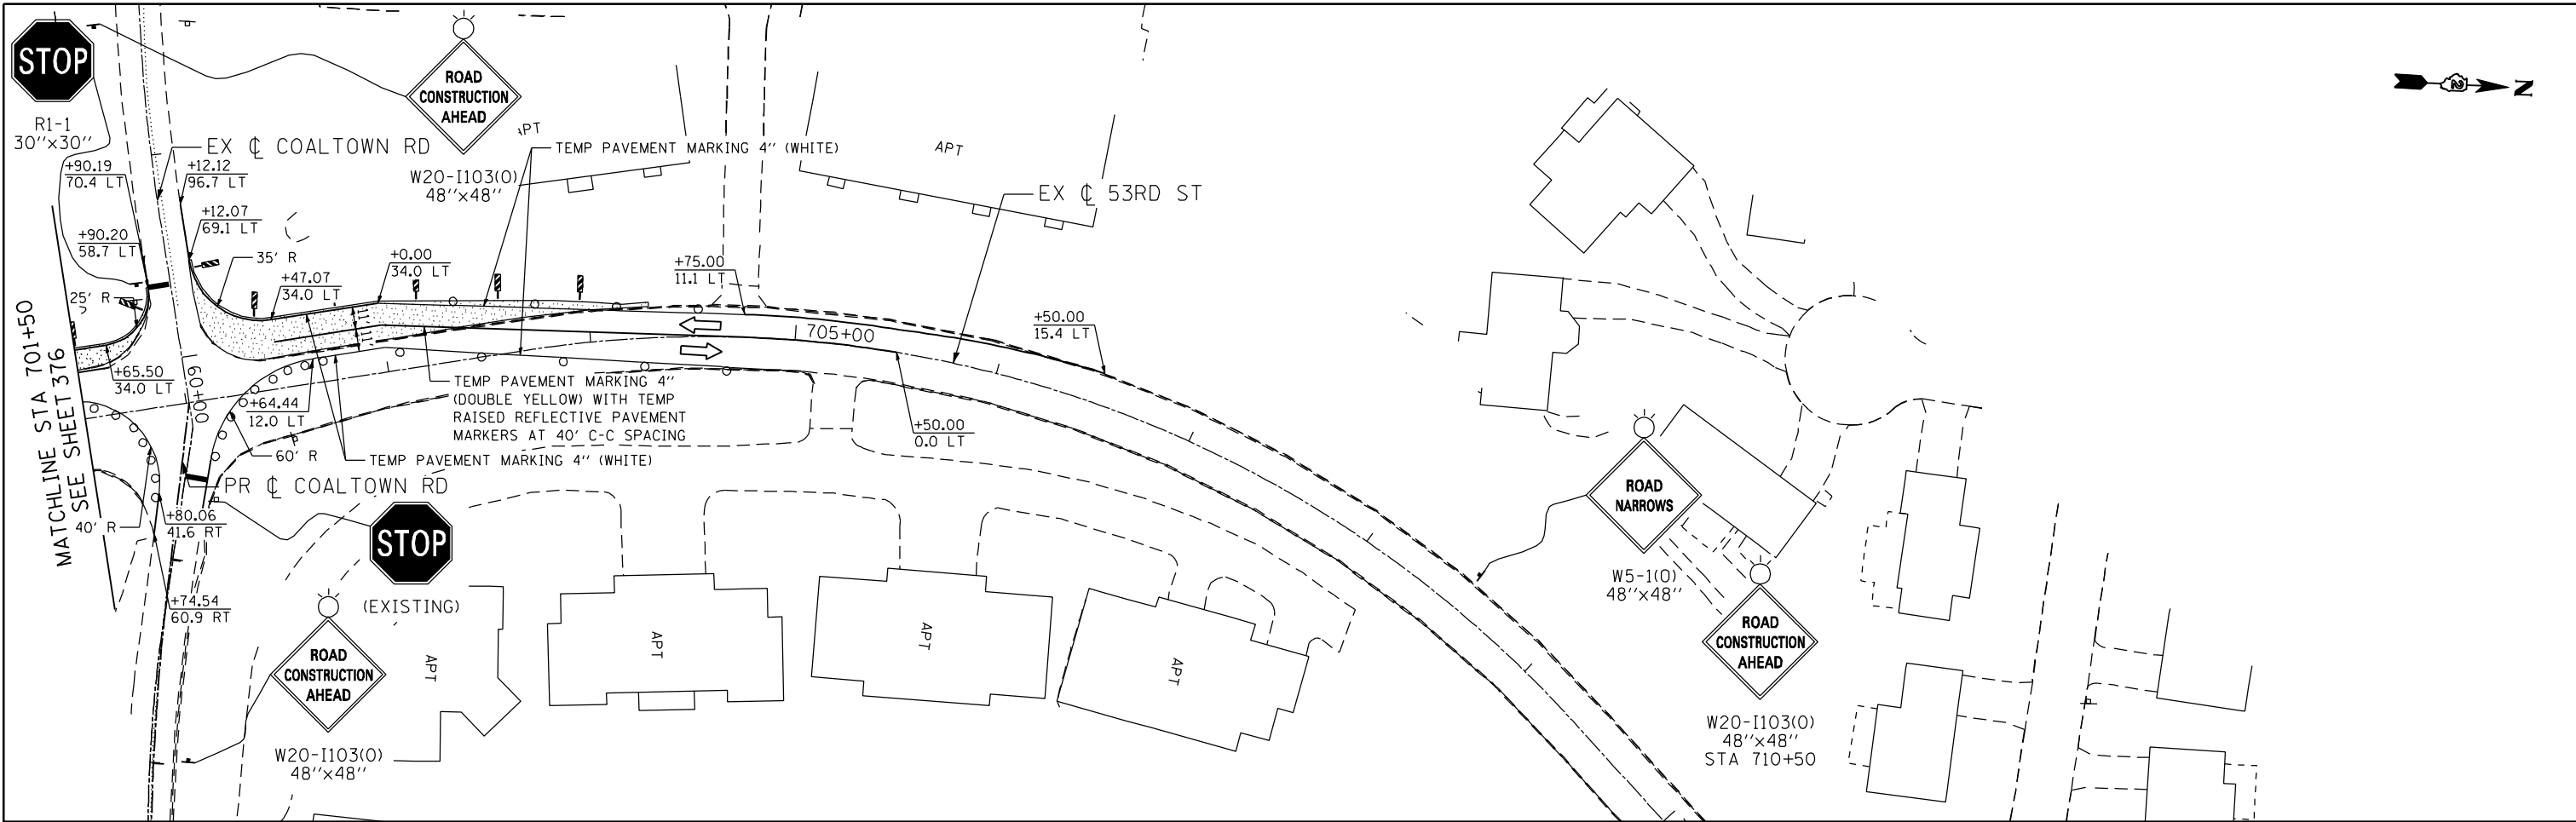 STOP
R1-1
30''x30''
ROAD
CONSTRUCTION
AHEAD
W20-I103(O)
48''x48''
EX ℄ COALTOWN RD
+90.19
70.4 LT
+12.12
96.7 LT
+12.07
69.1 LT
+90.20
58.7 LT
35' R
25' R
+47.07
34.0 LT
+0.00
34.0 LT
APT
TEMP PAVEMENT MARKING 4'' (WHITE)
APT
EX ℄ 53RD ST
+75.00
11.1 LT
705+00
+50.00
15.4 LT
+50.00
0.0 LT
N
MATCHLINE STA 701+50
SEE SHEET 376
+65.50
34.0 LT
60+00
+64.44
12.0 LT
60' R
TEMP PAVEMENT MARKING 4''
(DOUBLE YELLOW) WITH TEMP
RAISED REFLECTIVE PAVEMENT
MARKERS AT 40' C-C SPACING
TEMP PAVEMENT MARKING 4'' (WHITE)
PR ℄ COALTOWN RD
40' R
+80.06
41.6 RT
+74.54
60.9 RT
STOP
(EXISTING)
ROAD
CONSTRUCTION
AHEAD
W20-I103(O)
48''x48''
APT
APT
APT
APT
ROAD
NARROWS
W5-1(O)
48''x48''
ROAD
CONSTRUCTION
AHEAD
W20-I103(O)
48''x48''
STA 710+50